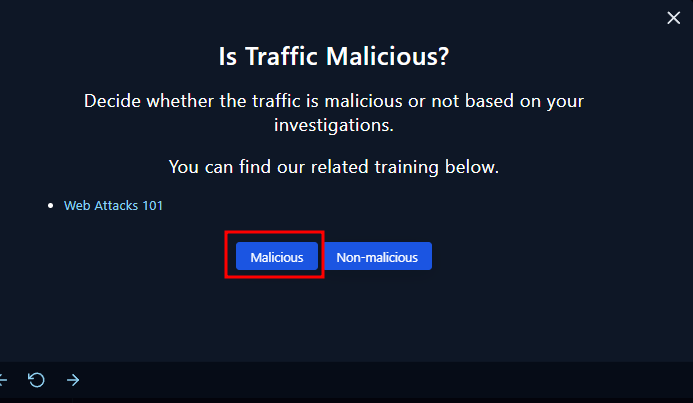 Is Traffic Malicious?
Decide whether the traffic is malicious or not based on your
investigations.
You can find our related training below.
Web Attacks 101
Malicious Non-malicious